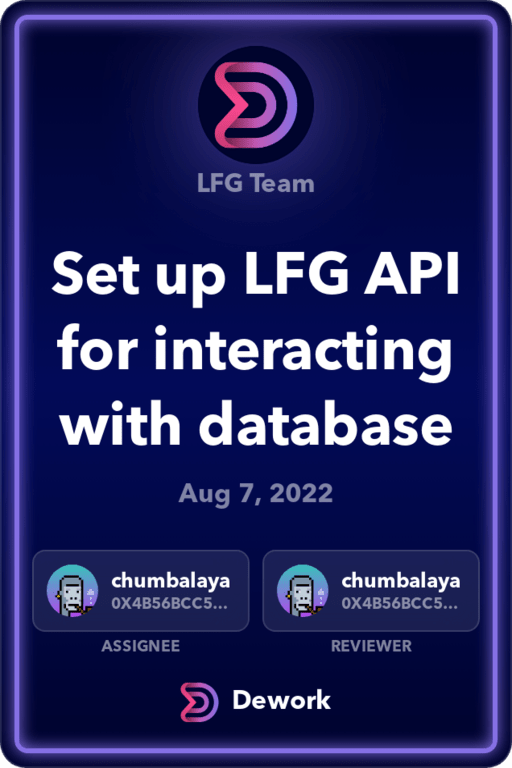 LFG Team
Set up LFG API
for interacting
with database
Aug 7, 2022
chumbalaya
0X4B56BCC5...
ASSIGNEE
chumbalaya
0X4B56BCC5...
REVIEWER
Dework